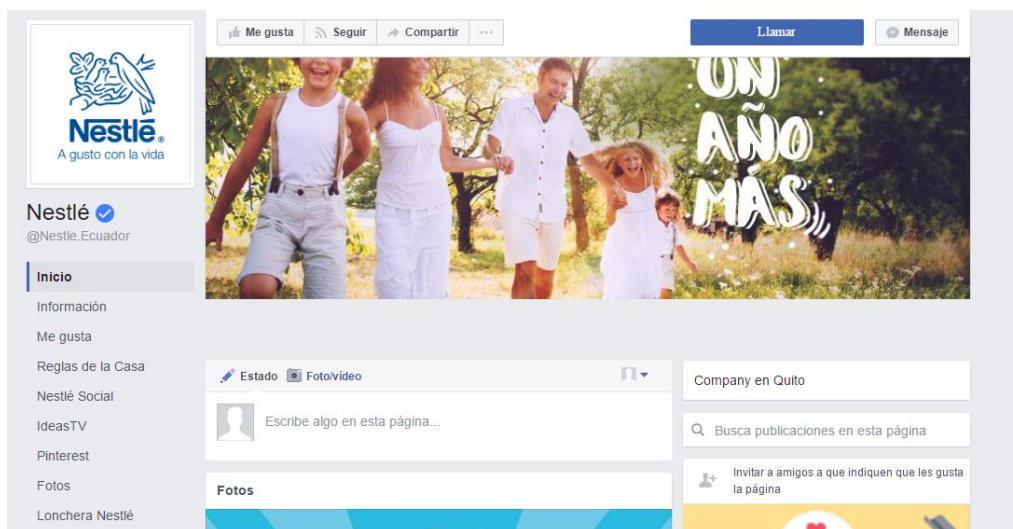 Nestlé®
A gusto con la vida
Nestlé
@Nestle.Ecuador
Inicio
Información
Me gusta
Reglas de la Casa
Nestlé Social
IdeasTV
Pinterest
Fotos
Lonchera Nestlé
Me gusta Seguir Compartir ...
Llamar Mensaje
UN
AÑO
MÁS
Estado Foto/vídeo
Escribe algo en esta página...
Fotos
Company en Quito
Busca publicaciones en esta página
Invitar a amigos a que indiquen que les gusta
la página